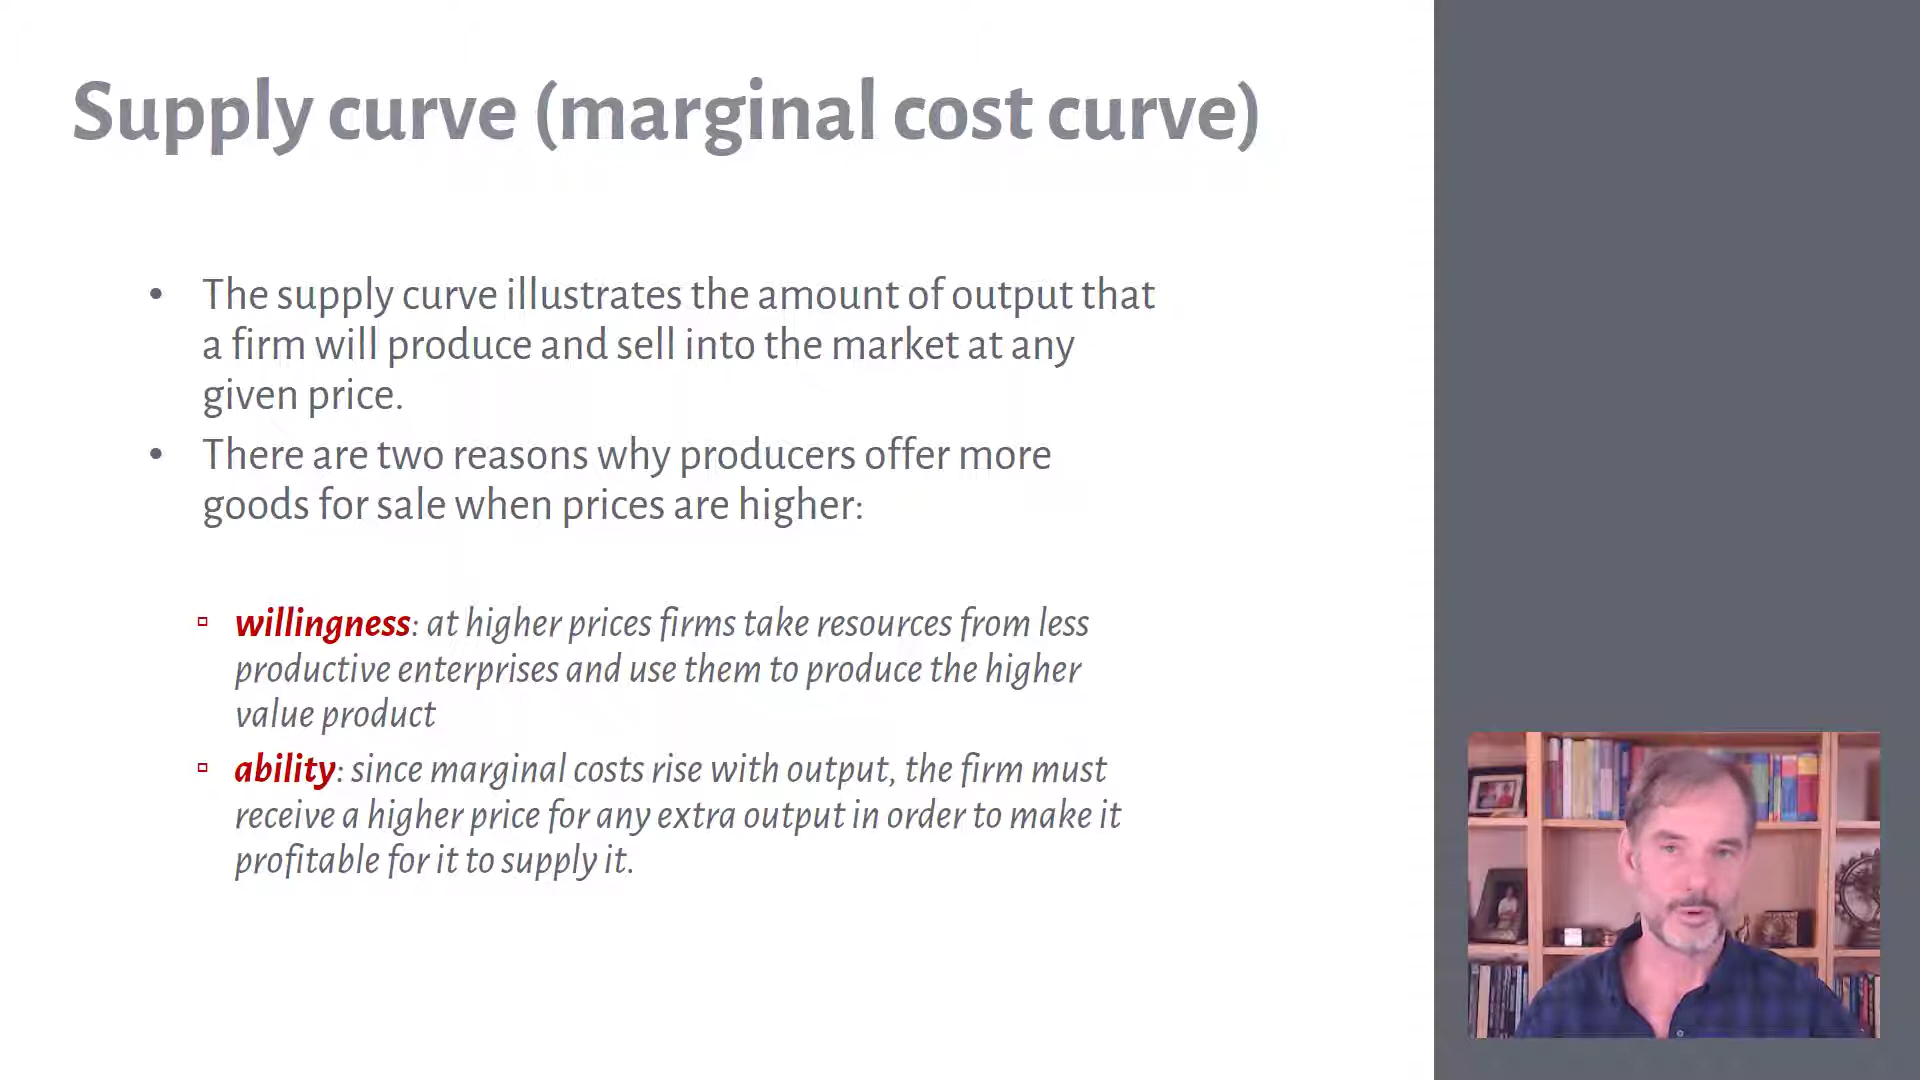 Supply curve (marginal cost curve)
• The supply curve illustrates the amount of output that
a firm will produce and sell into the market at any
given price.
• There are two reasons why producers offer more
goods for sale when prices are higher:
▫ willingness: at higher prices firms take resources from less
productive enterprises and use them to produce the higher
value product
▫ ability: since marginal costs rise with output, the firm must
receive a higher price for any extra output in order to make it
profitable for it to supply it.